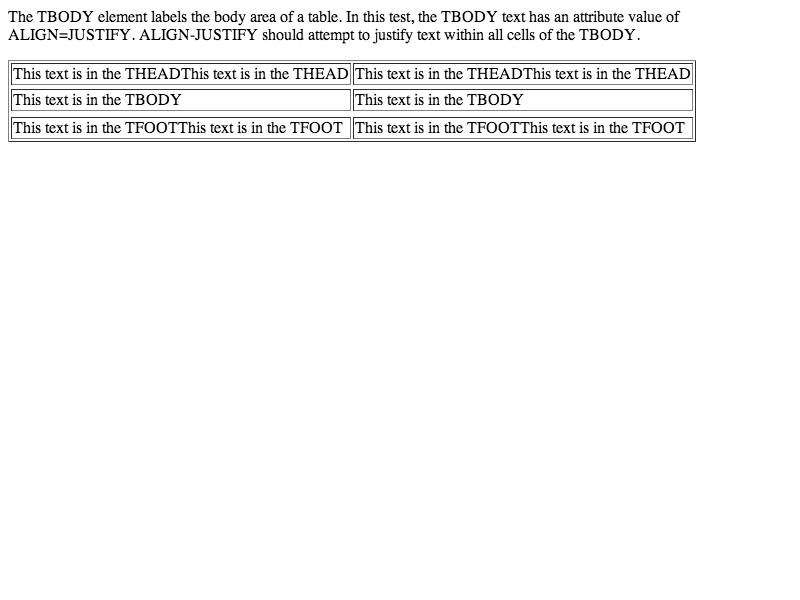 The TBODY element labels the body area of a table. In this test, the TBODY text has an attribute value of
ALIGN=JUSTIFY. ALIGN-JUSTIFY should attempt to justify text within all cells of the TBODY.
This text is in the THEADThis text is in the THEAD This text is in the THEADThis text is in the THEAD
This text is in the TBODY This text is in the TBODY
This text is in the TFOOTThis text is in the TFOOT This text is in the TFOOTThis text is in the TFOOT